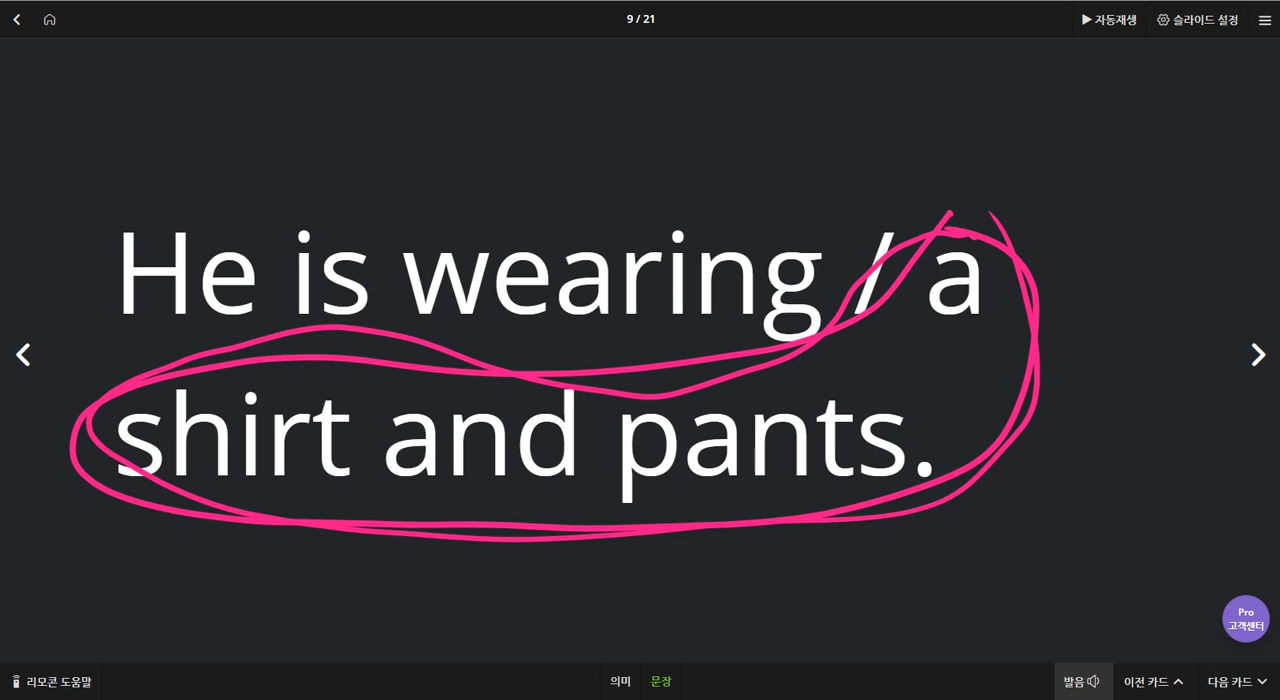 9 / 21
자동재생
슬라이드 설정
He is wearing / a
shirt and pants.
Pro
고객센터
리모콘 도움말
의미
문장
발음
이전 카드
다음 카드